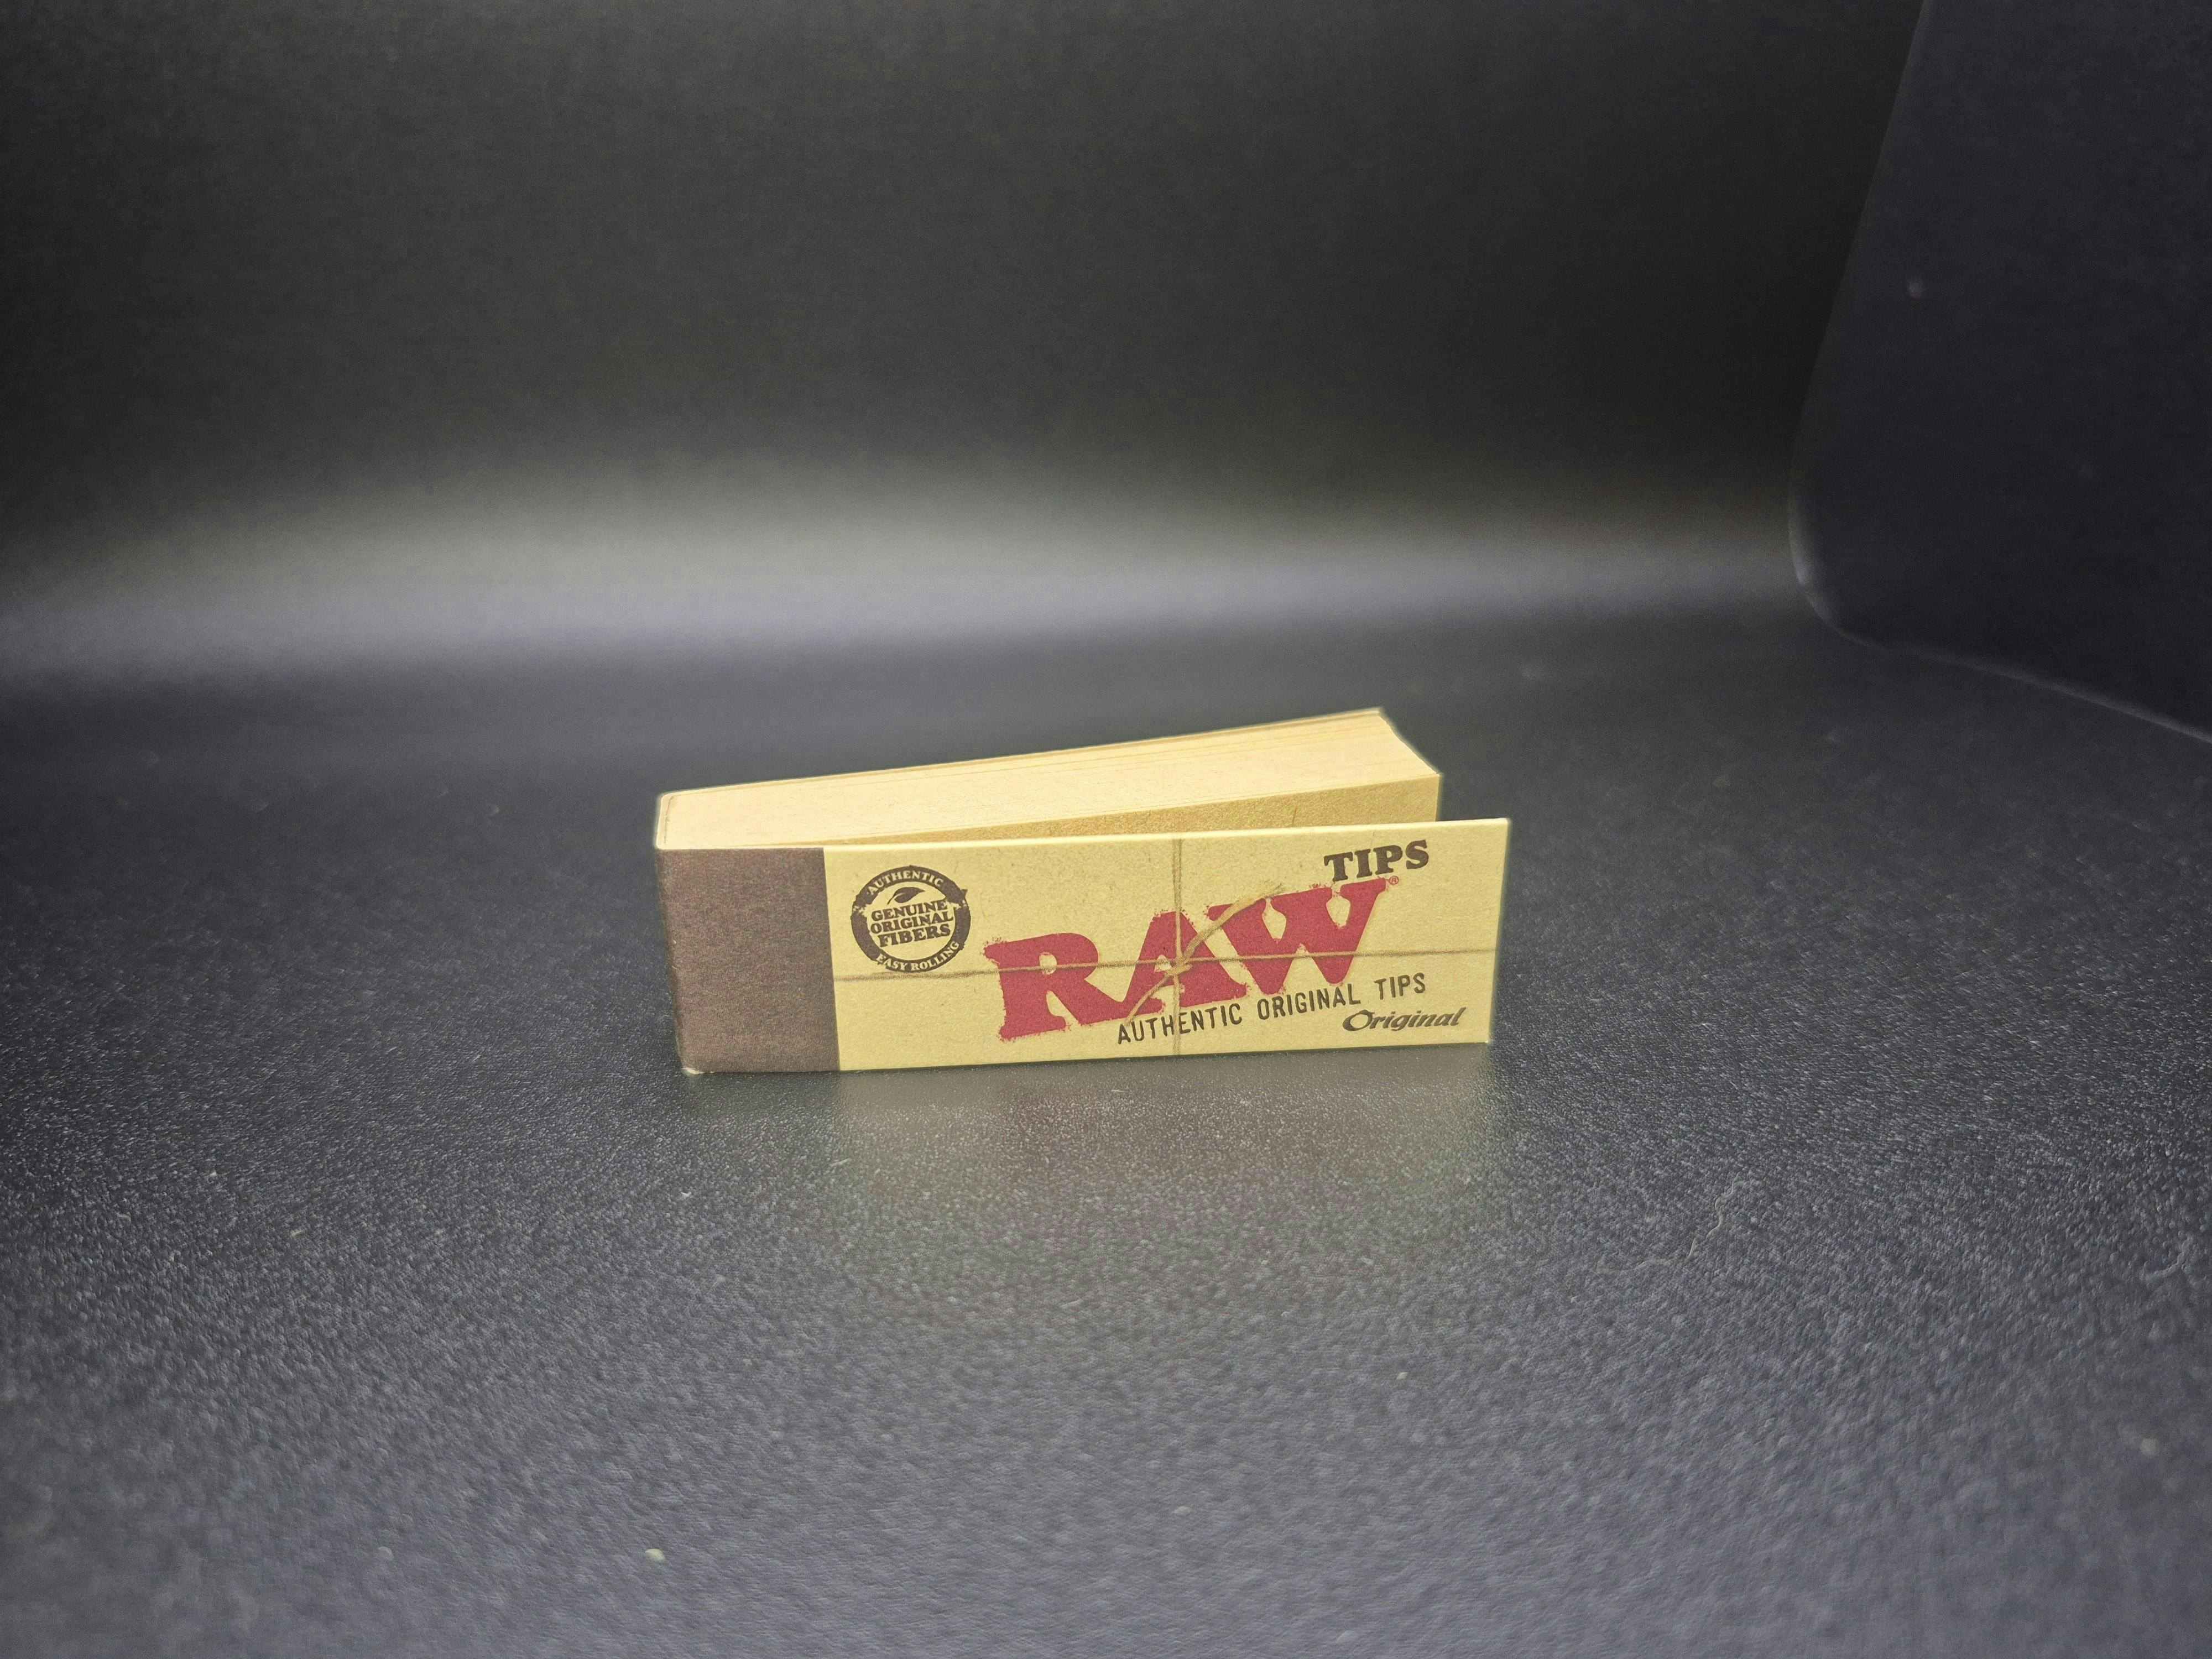 AUTHENTIC
GENUINE
ORIGINAL
FIBERS
EASY ROLLING
TIPS
RAW®
AUTHENTIC ORIGINAL TIPS
Original